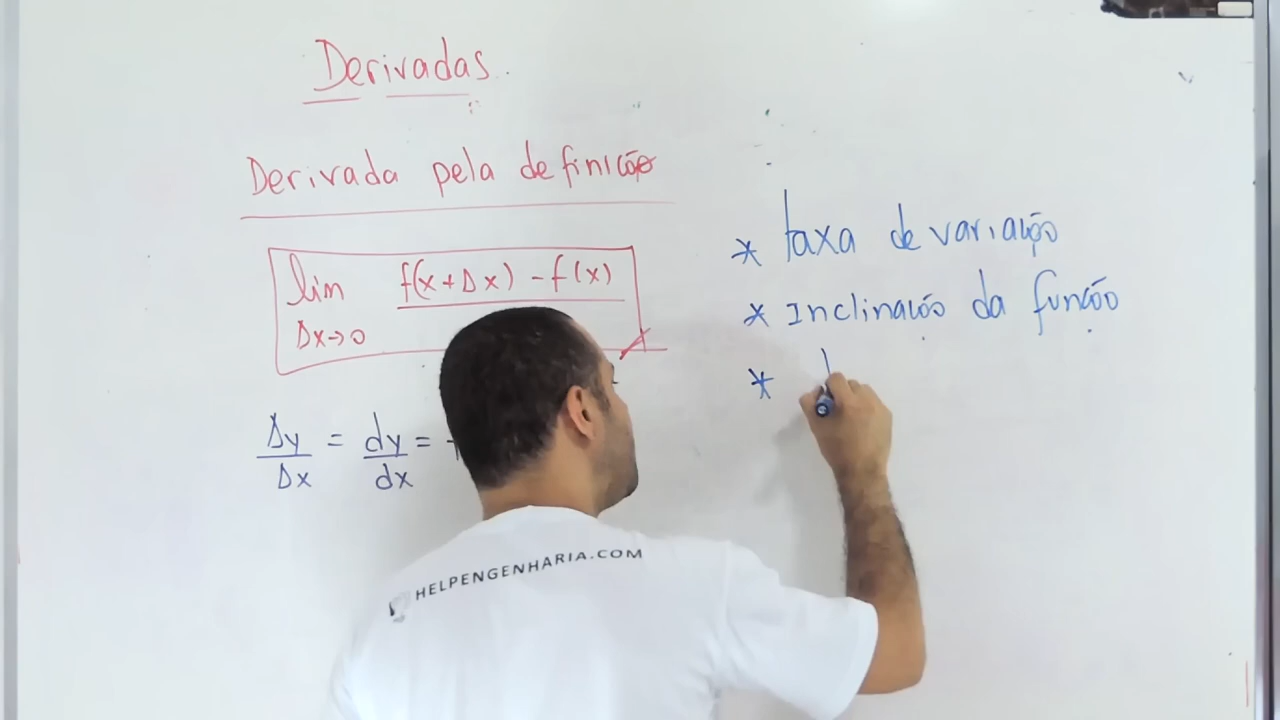 Derivadas
Derivada pela definição
lim f(x+Δx) - f(x)
Δx→0
Δy = dy =
Δx dx
* taxa de variação
* Inclinação da função
*
HELPENGENHARIA.COM